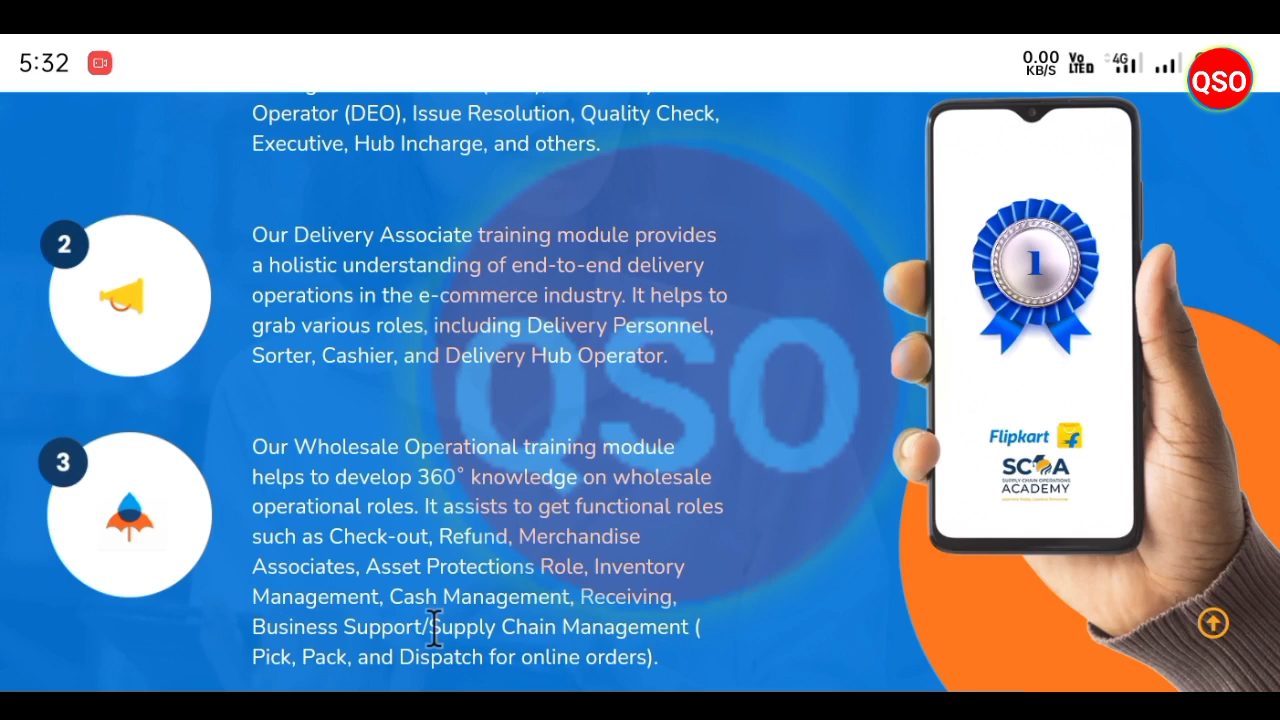 5:32
0.00
KB/S
Vo
LTED
4G
QSO
Operator (DEO), Issue Resolution, Quality Check,
Executive, Hub Incharge, and others.
2
Our Delivery Associate training module provides
a holistic understanding of end-to-end delivery
operations in the e-commerce industry. It helps to
grab various roles, including Delivery Personnel,
Sorter, Cashier, and Delivery Hub Operator.
3
Our Wholesale Operational training module
helps to develop 360° knowledge on wholesale
operational roles. It assists to get functional roles
such as Check-out, Refund, Merchandise
Associates, Asset Protections Role, Inventory
Management, Cash Management, Receiving,
Business Support/Supply Chain Management (
Pick, Pack, and Dispatch for online orders).
QSO
1
Flipkart
SCOA
SUPPLY CHAIN OPERATIONS
ACADEMY